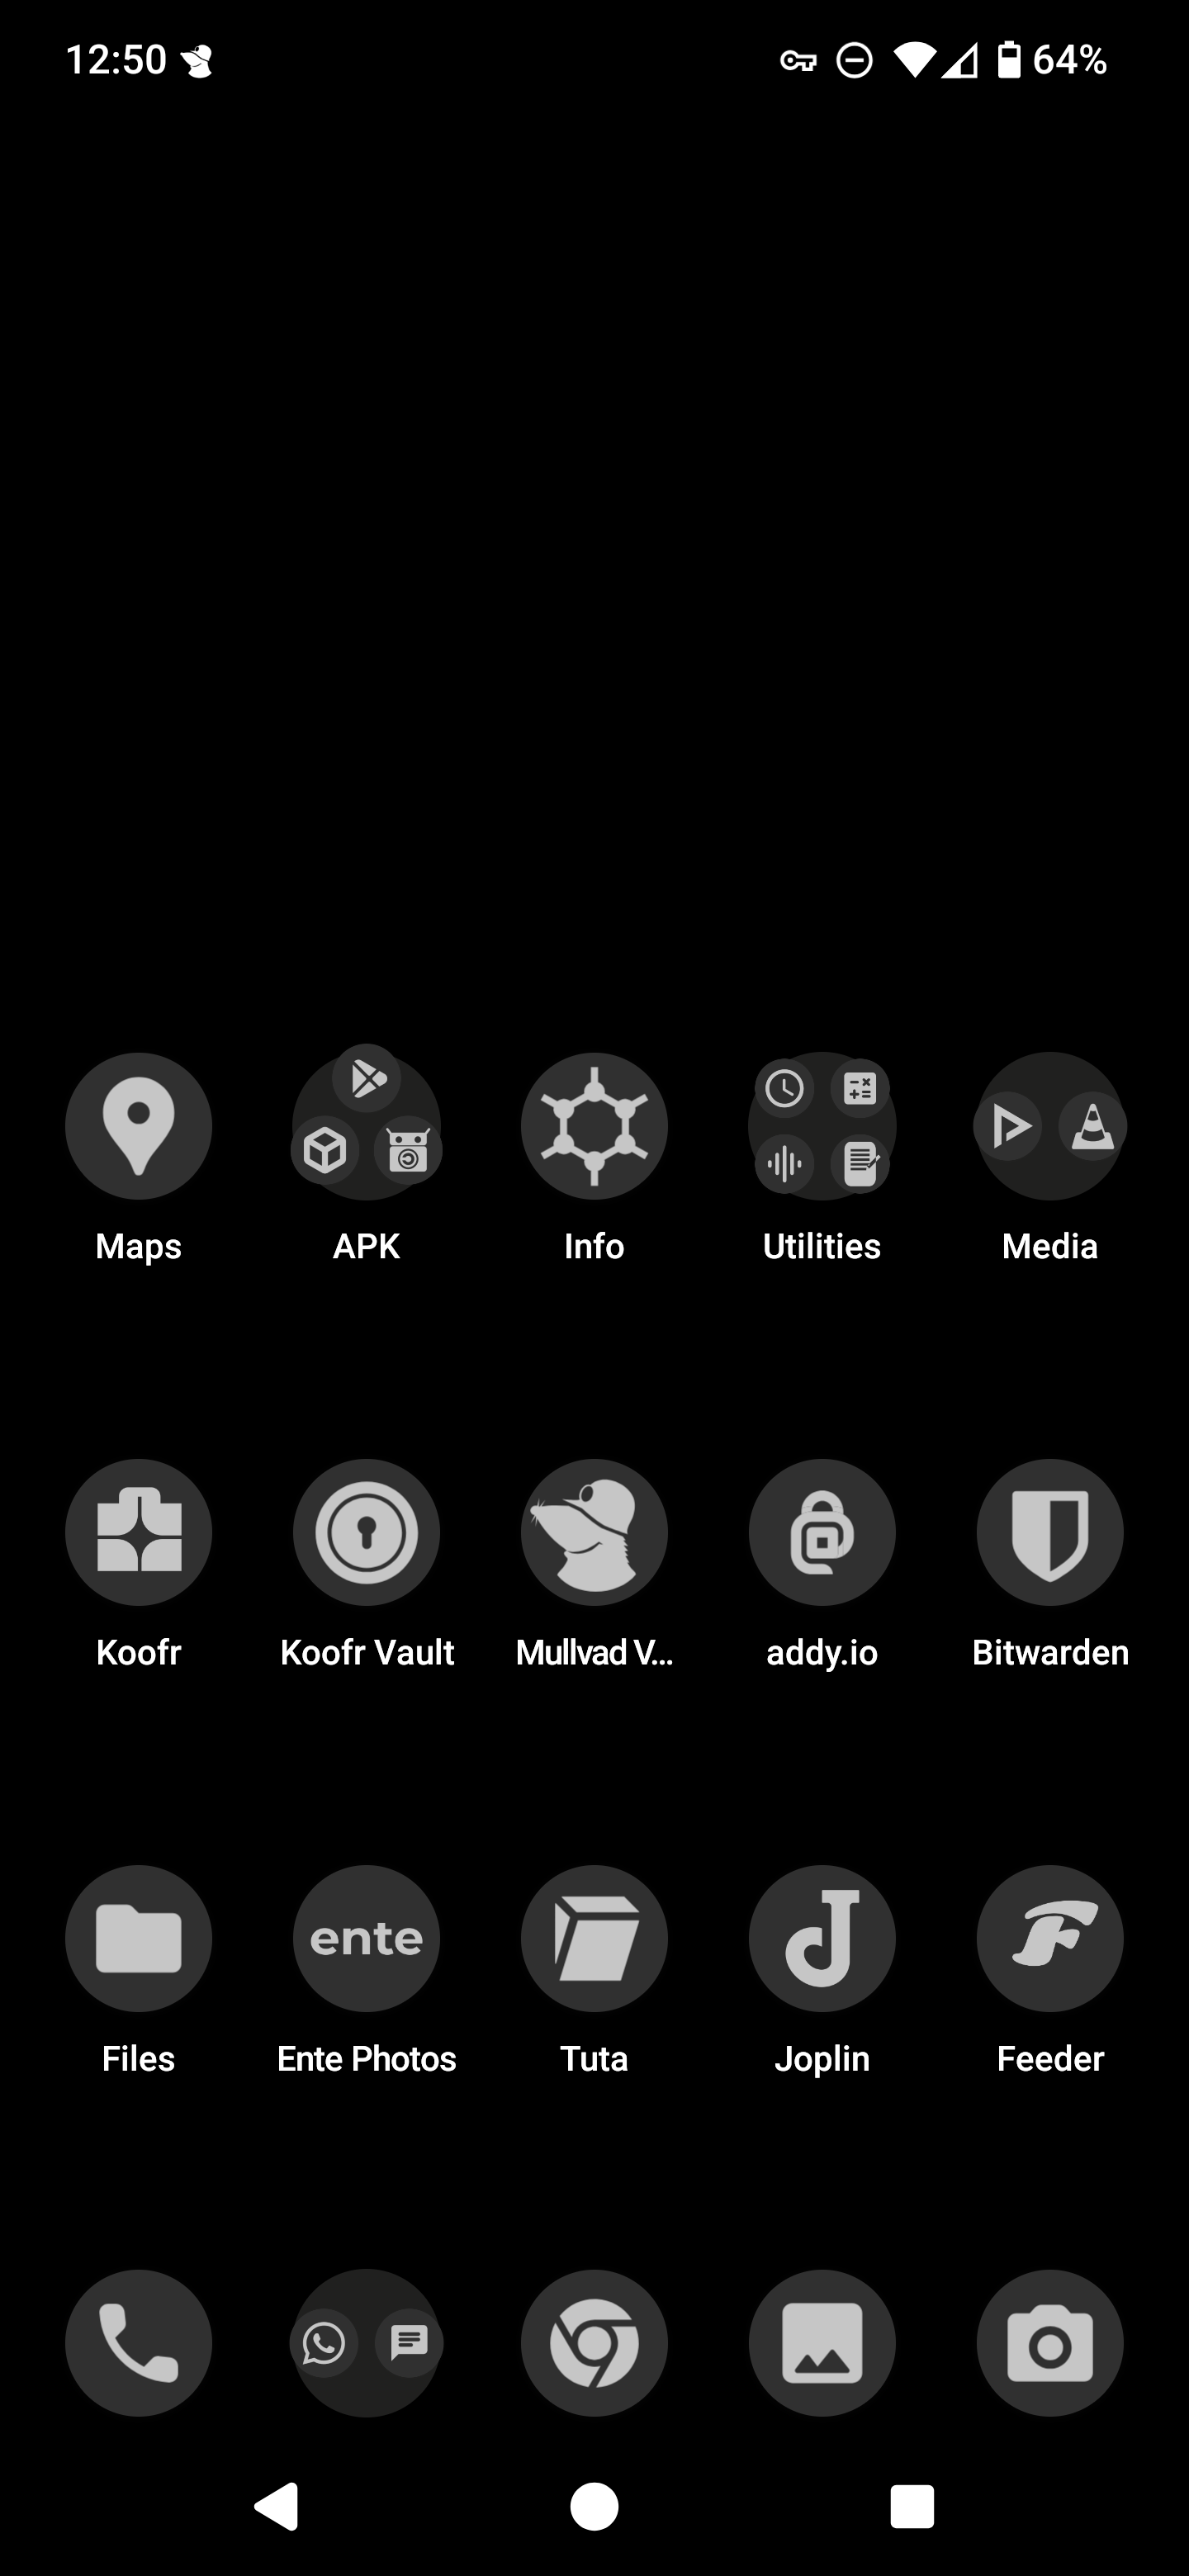 12:50 64%
Maps APK Info Utilities Media
Koofr Koofr Vault Mullvad V... addy.io Bitwarden
ente
Files Ente Photos Tuta Joplin Feeder